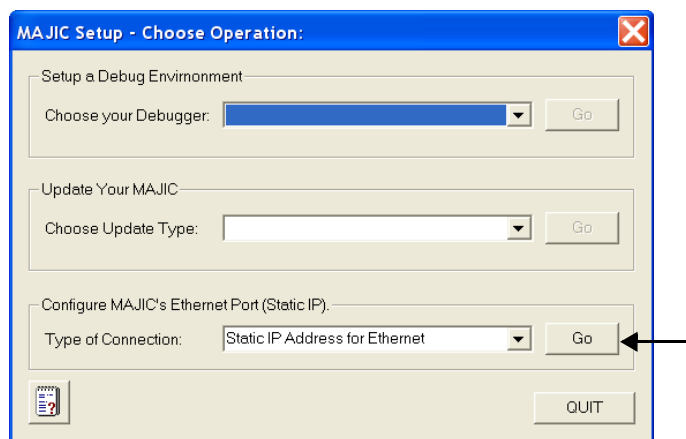 MAJIC Setup - Choose Operation:
Setup a Debug Envirnonment
Choose your Debugger: Go
Update Your MAJIC
Choose Update Type: Go
Configure MAJIC's Ethernet Port (Static IP).
Type of Connection: Static IP Address for Ethernet Go
?
QUIT